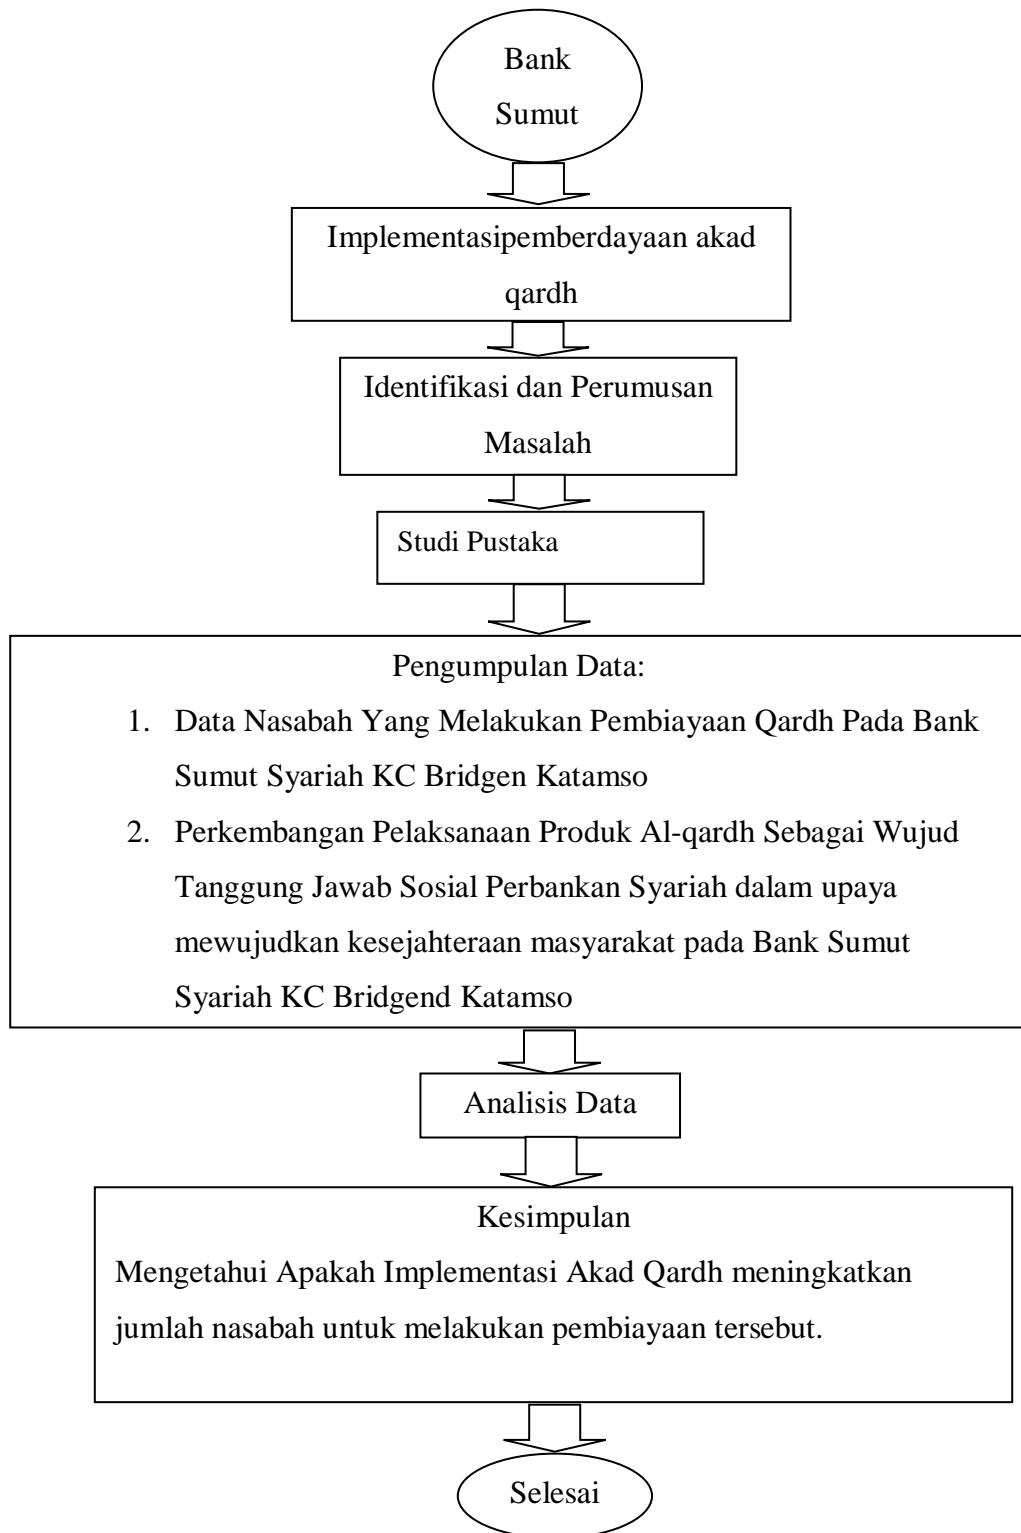 Bank
Sumut
Implementasipemberdayaan akad
qardh
Identifikasi dan Perumusan
Masalah
Studi Pustaka
Pengumpulan Data:
1. Data Nasabah Yang Melakukan Pembiayaan Qardh Pada Bank
Sumut Syariah KC Bridgen Katamso
2. Perkembangan Pelaksanaan Produk Al-qardh Sebagai Wujud
Tanggung Jawab Sosial Perbankan Syariah dalam upaya
mewujudkan kesejahteraan masyarakat pada Bank Sumut
Syariah KC Bridgend Katamso
Analisis Data
Kesimpulan
Mengetahui Apakah Implementasi Akad Qardh meningkatkan
jumlah nasabah untuk melakukan pembiayaan tersebut.
Selesai